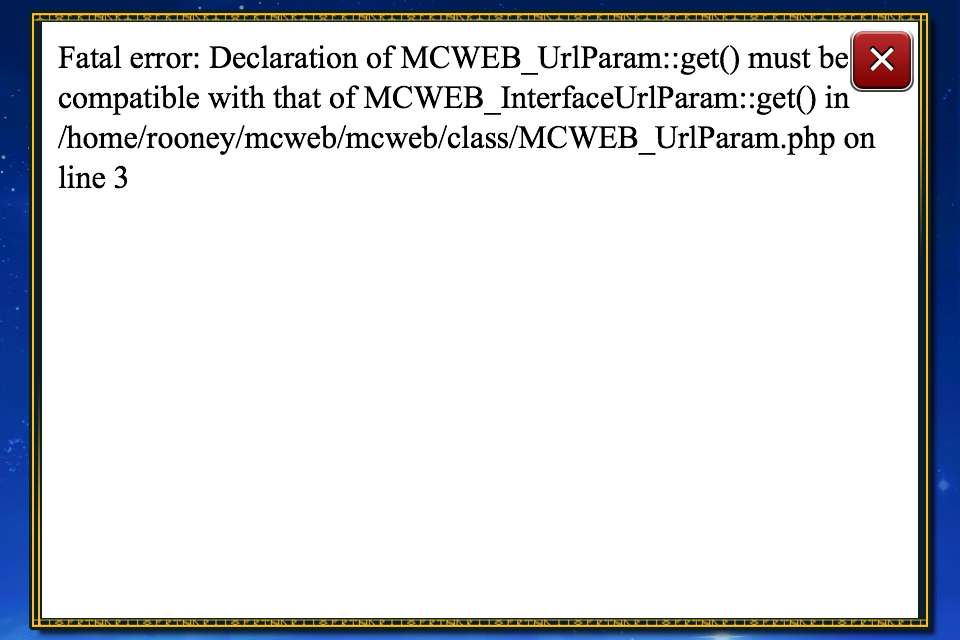 Fatal error: Declaration of MCWEB_UrlParam::get() must be
compatible with that of MCWEB_InterfaceUrlParam::get() in
/home/rooney/mcweb/mcweb/class/MCWEB_UrlParam.php on
line 3